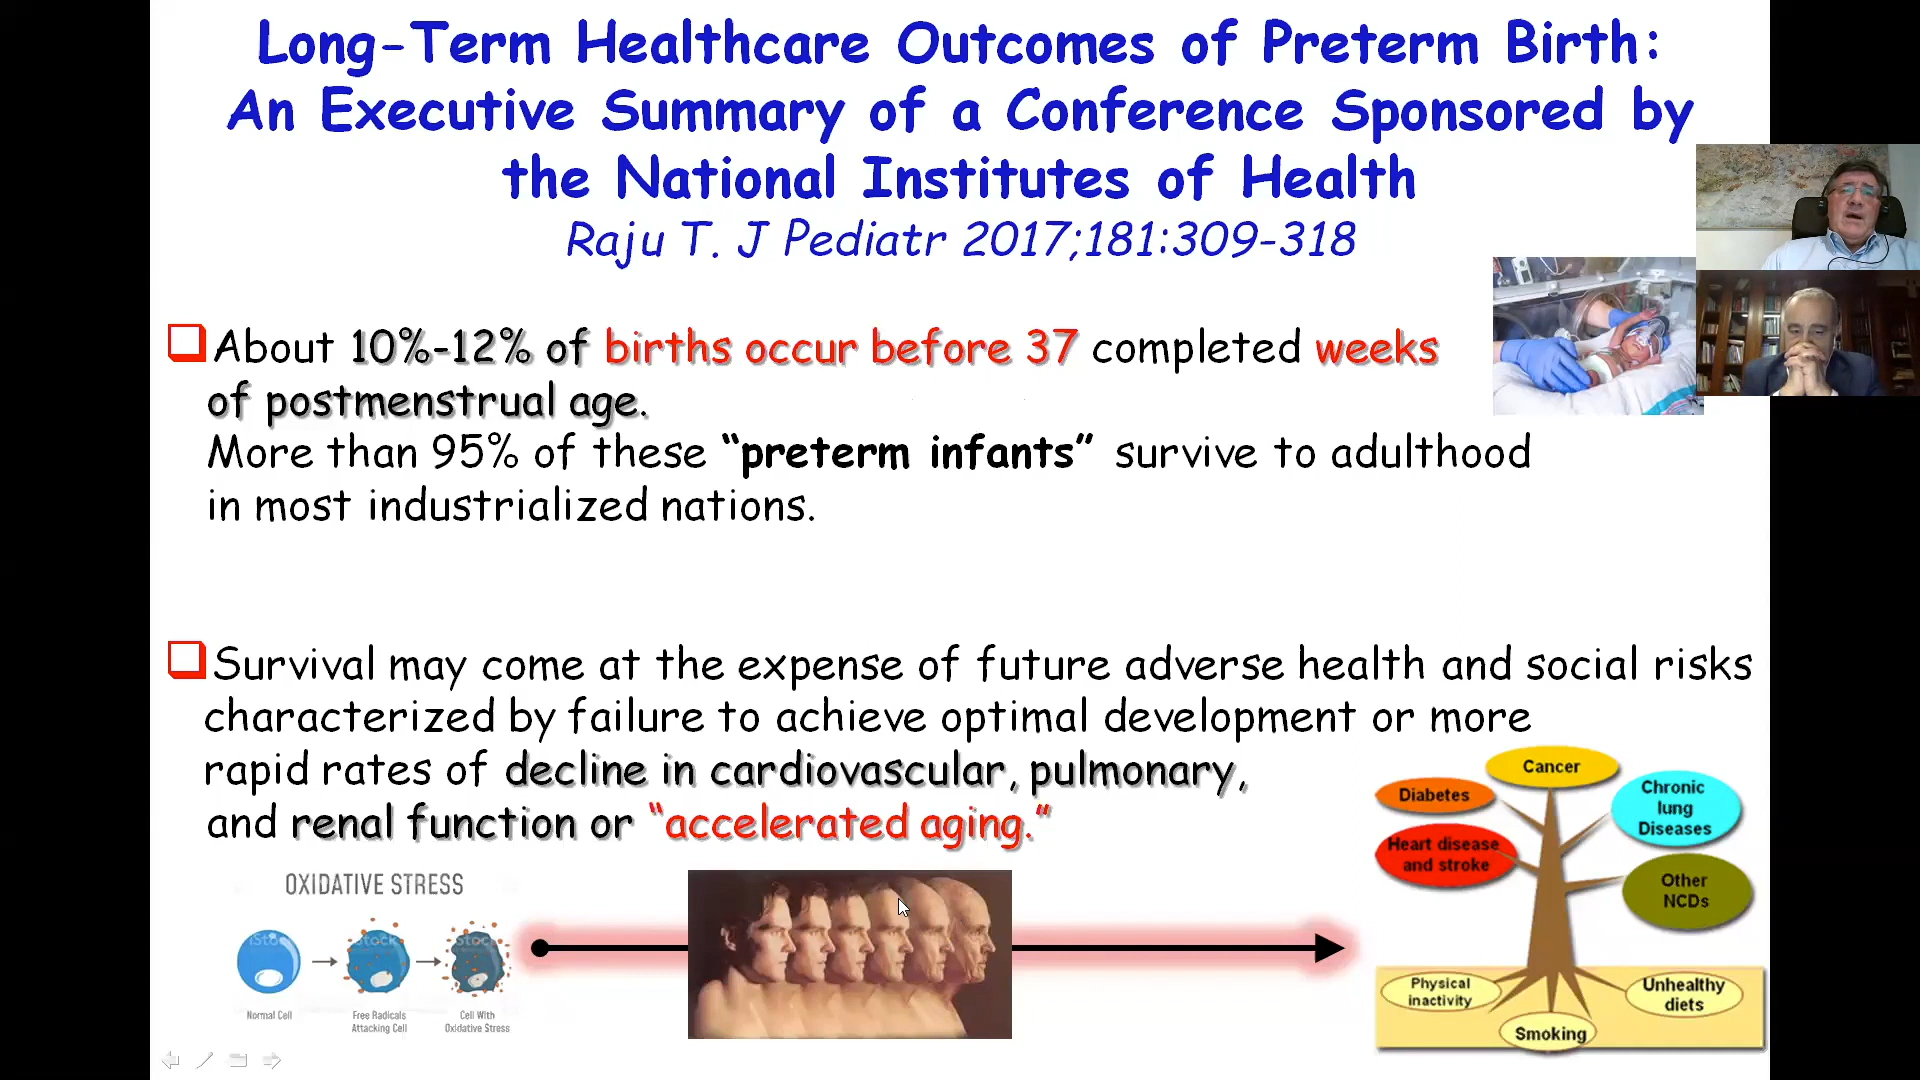 Long-Term Healthcare Outcomes of Preterm Birth:
An Executive Summary of a Conference Sponsored by
the National Institutes of Health
Raju T. J Pediatr 2017;181:309-318
About 10%-12% of births occur before 37 completed weeks
of postmenstrual age.
More than 95% of these “preterm infants” survive to adulthood
in most industrialized nations.
Survival may come at the expense of future adverse health and social risks
characterized by failure to achieve optimal development or more
rapid rates of decline in cardiovascular, pulmonary,
and renal function or “accelerated aging.”
OXIDATIVE STRESS
Normal Cell
Free Radicals
Attacking Cell
Cell With
Oxidative Stress
Cancer
Diabetes
Chronic
lung
Diseases
Heart disease
and stroke
Other
NCDs
Physical
inactivity
Unhealthy
diets
Smoking